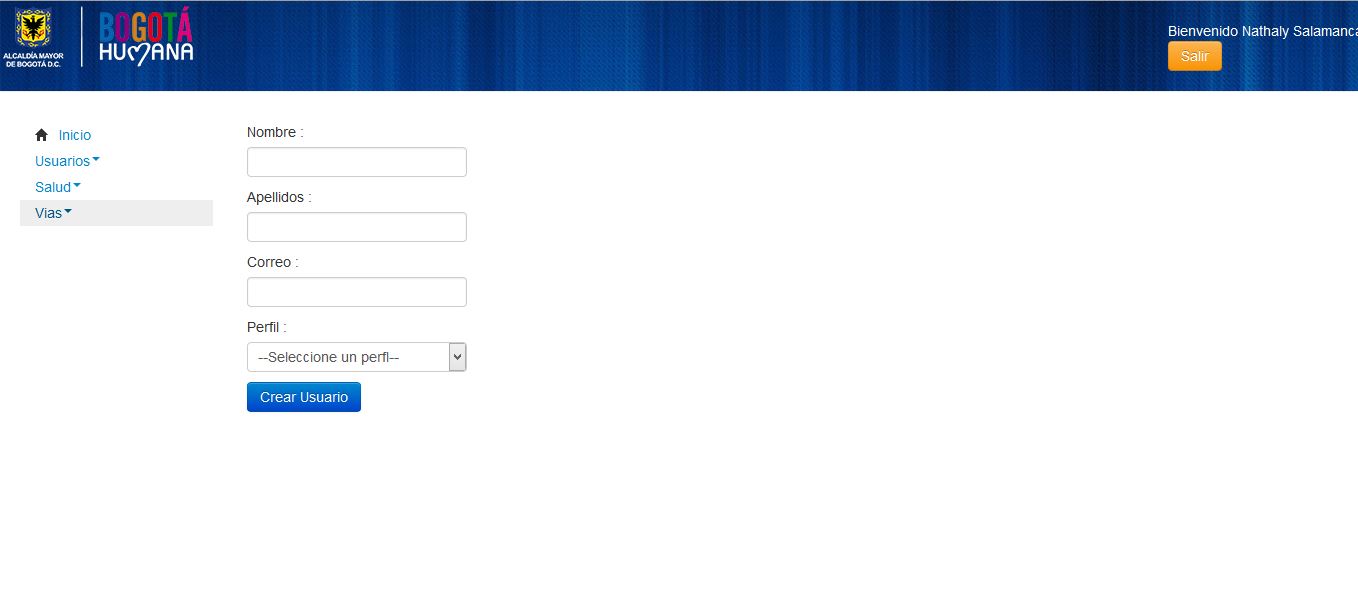 ALCALDÍA MAYOR
DE BOGOTÁ D.C.
BOGOTÁ
HUMANA
Bienvenido Nathaly Salamanca
Salir
Inicio
Usuarios
Salud
Vias
Nombre :
Apellidos :
Correo :
Perfil :
--Seleccione un perfl--
Crear Usuario